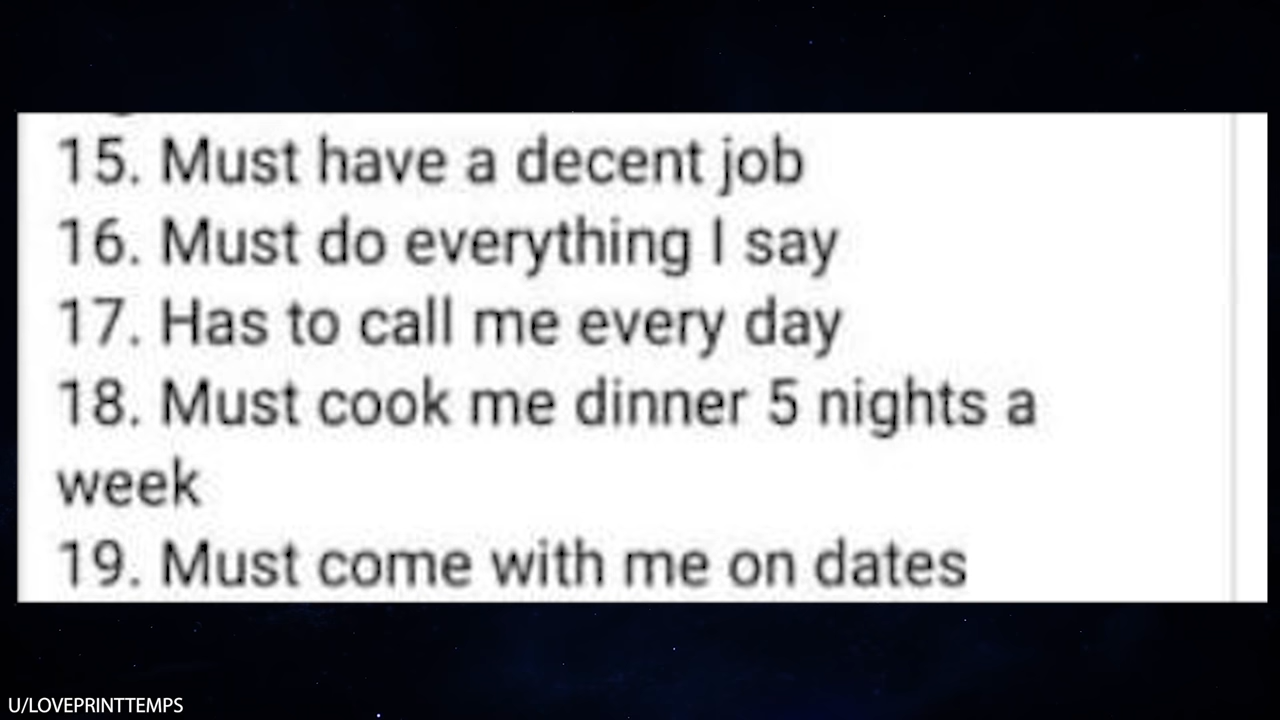 15. Must have a decent job
16. Must do everything I say
17. Has to call me every day
18. Must cook me dinner 5 nights a
week
19. Must come with me on dates
U/LOVEPRINTTEMPS